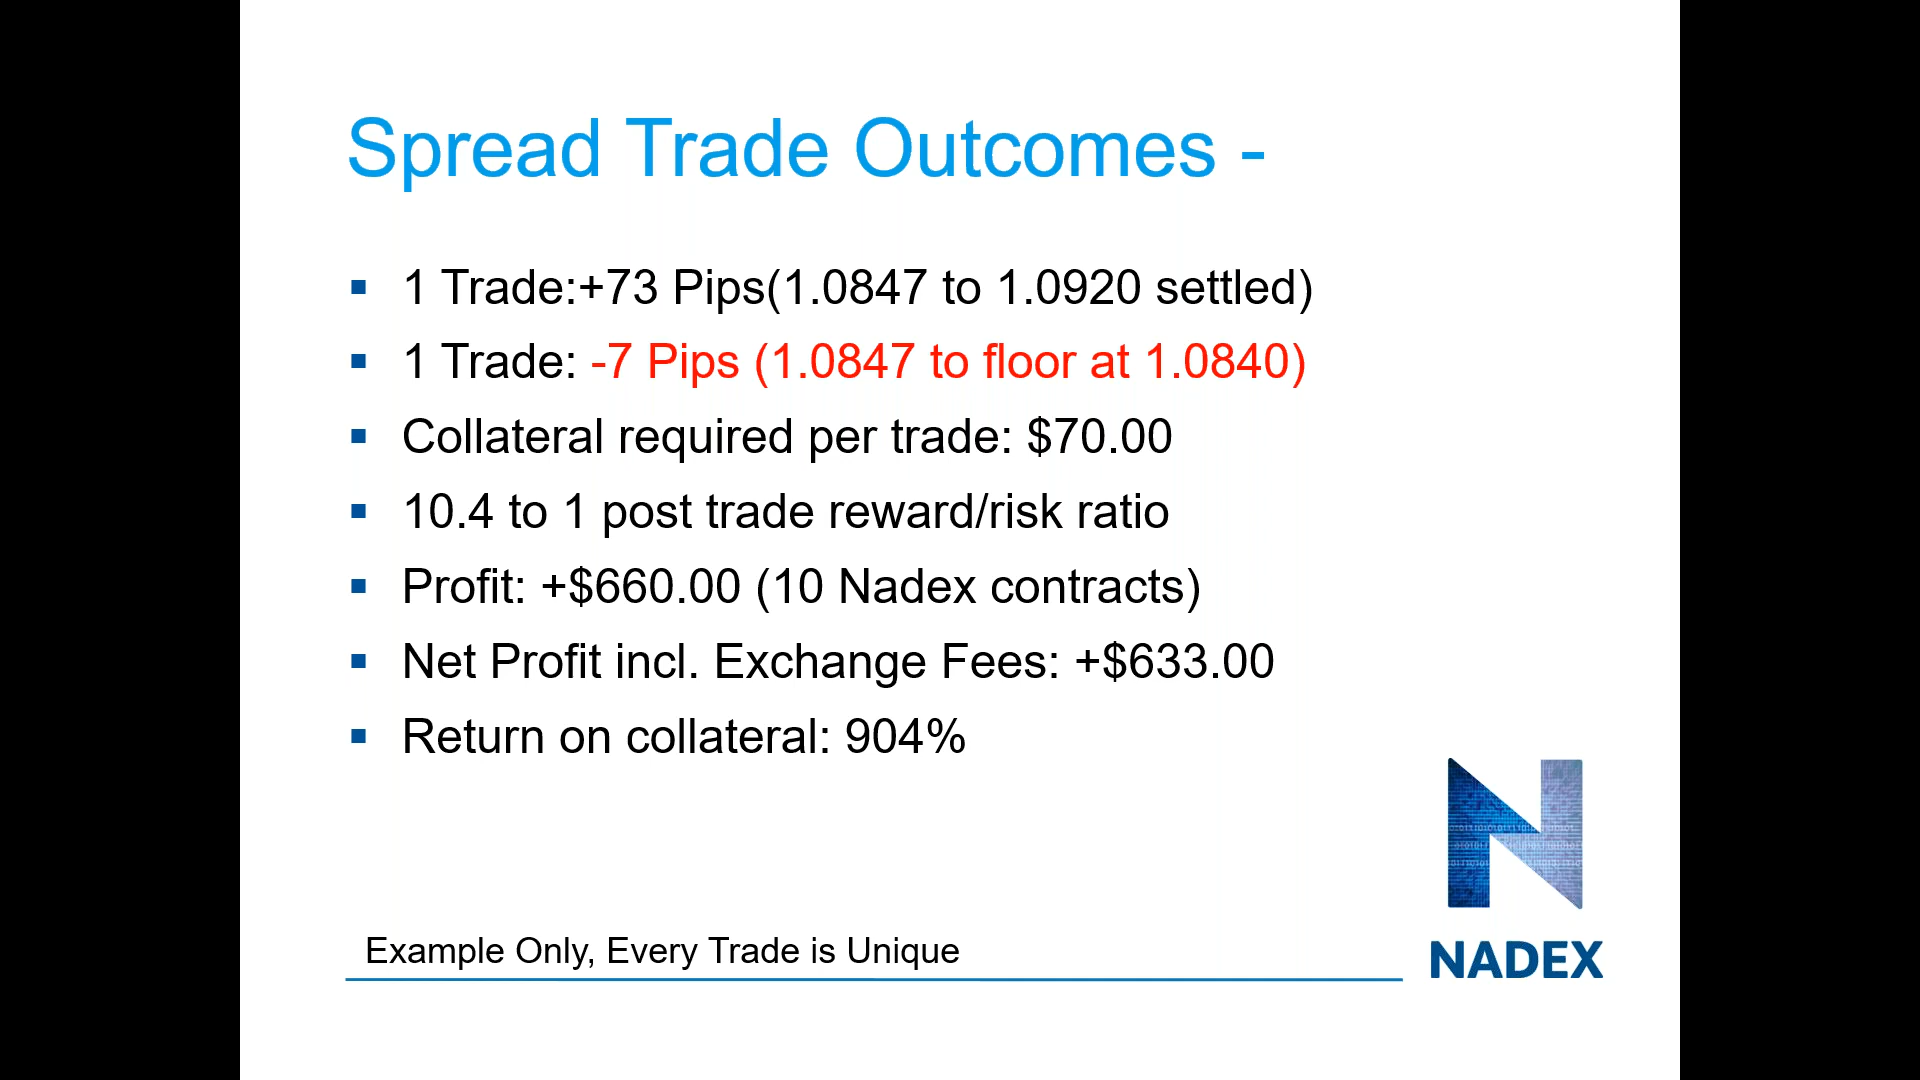 Spread Trade Outcomes -
1 Trade:+73 Pips(1.0847 to 1.0920 settled)
1 Trade: -7 Pips (1.0847 to floor at 1.0840)
Collateral required per trade: $70.00
10.4 to 1 post trade reward/risk ratio
Profit: +$660.00 (10 Nadex contracts)
Net Profit incl. Exchange Fees: +$633.00
Return on collateral: 904%
Example Only, Every Trade is Unique
NADEX